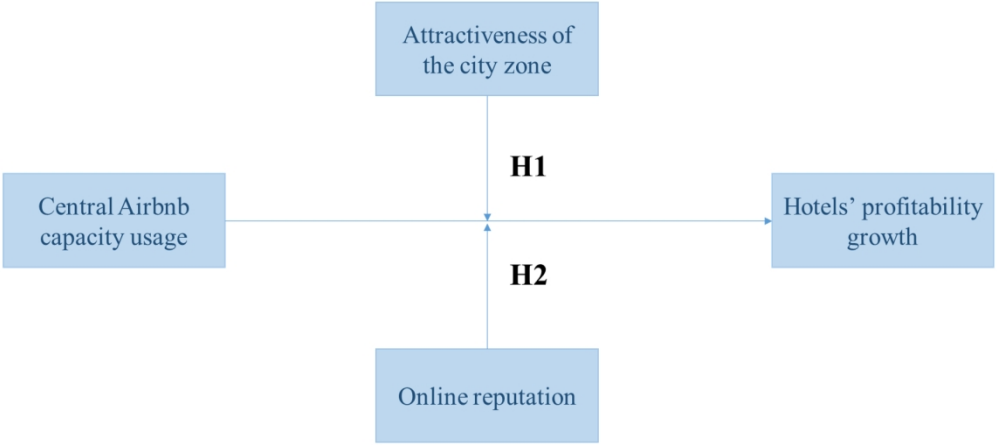 Attractiveness of
the city zone
H1
Central Airbnb
capacity usage
Hotels' profitability
growth
H2
Online reputation